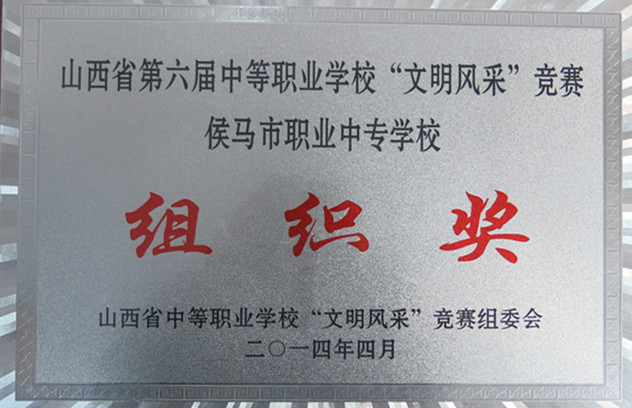 山西省第六届中等职业学校“文明风采”竞赛
侯马市职业中专学校
组织奖
山西省中等职业学校“文明风采”竞赛组委会
二〇一四年四月